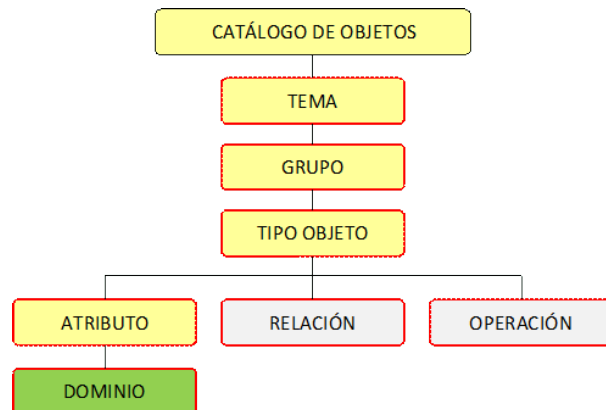 CATÁLOGO DE OBJETOS
TEMA
GRUPO
TIPO OBJETO
ATRIBUTO
RELACIÓN
OPERACIÓN
DOMINIO